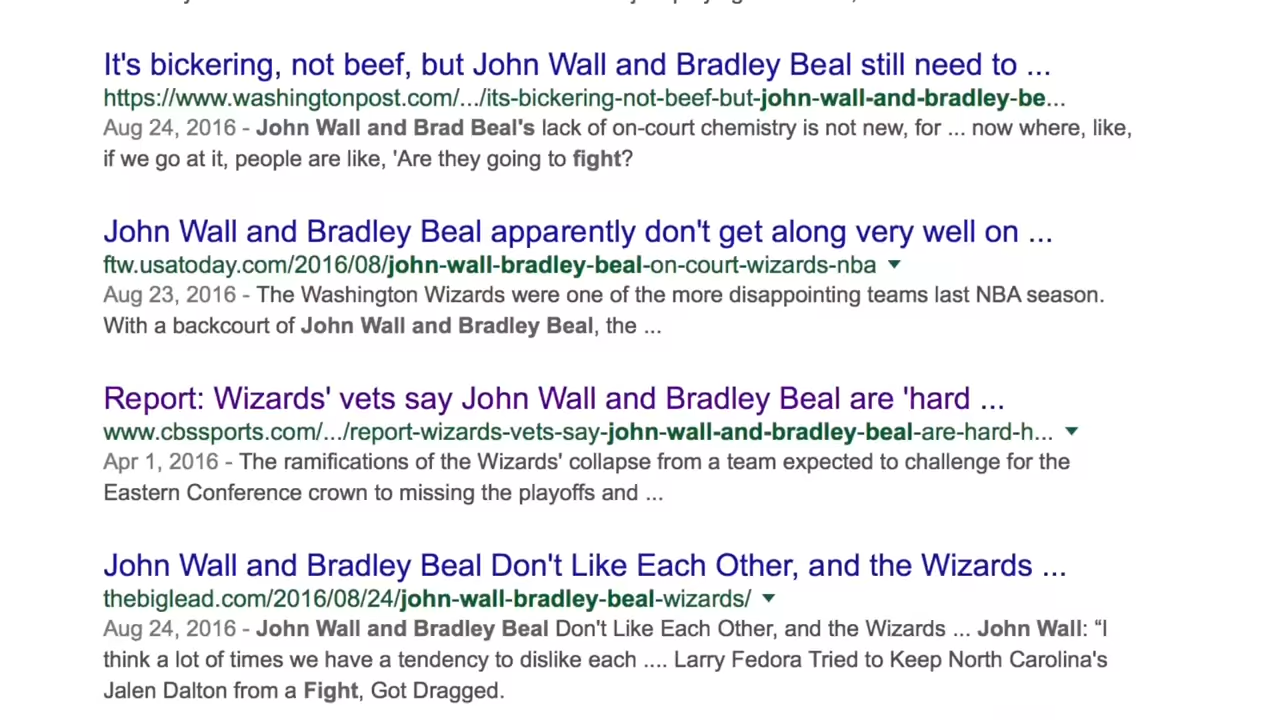 It's bickering, not beef, but John Wall and Bradley Beal still need to ...
https://www.washingtonpost.com/.../its-bickering-not-beef-but-john-wall-and-bradley-be...
Aug 24, 2016 - John Wall and Brad Beal's lack of on-court chemistry is not new, for ... now where, like,
if we go at it, people are like, 'Are they going to fight?
John Wall and Bradley Beal apparently don't get along very well on ...
ftw.usatoday.com/2016/08/john-wall-bradley-beal-on-court-wizards-nba
Aug 23, 2016 - The Washington Wizards were one of the more disappointing teams last NBA season.
With a backcourt of John Wall and Bradley Beal, the ...
Report: Wizards' vets say John Wall and Bradley Beal are 'hard ...
www.cbssports.com/.../report-wizards-vets-say-john-wall-and-bradley-beal-are-hard-h...
Apr 1, 2016 - The ramifications of the Wizards' collapse from a team expected to challenge for the
Eastern Conference crown to missing the playoffs and ...
John Wall and Bradley Beal Don't Like Each Other, and the Wizards ...
thebiglead.com/2016/08/24/john-wall-bradley-beal-wizards/
Aug 24, 2016 - John Wall and Bradley Beal Don't Like Each Other, and the Wizards ... John Wall: “I
think a lot of times we have a tendency to dislike each .... Larry Fedora Tried to Keep North Carolina's
Jalen Dalton from a Fight, Got Dragged.